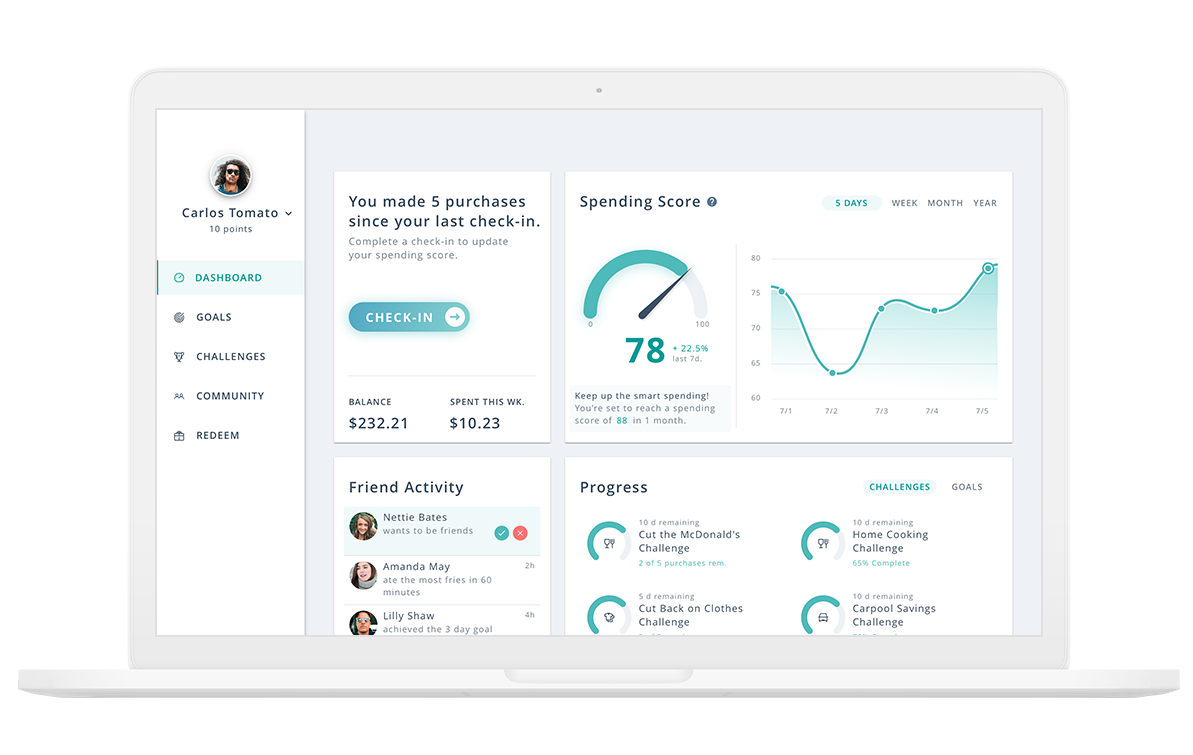 Carlos Tomato
10 points
DASHBOARD
GOALS
CHALLENGES
COMMUNITY
REDEEM
You made 5 purchases
since your last check-in.
Complete a check-in to update
your spending score.
CHECK-IN
BALANCE
SPENT THIS WK.
$232.21
$10.23
Spending Score ?
5 DAYS
WEEK
MONTH
YEAR
0
100
78
+ 22.5%
last 7d.
Keep up the smart spending!
You're set to reach a spending
score of 88 in 1 month.
80
75
70
65
60
7/1
7/2
7/3
7/4
7/5
Friend Activity
Nettie Bates
wants to be friends
Amanda May
2h
ate the most fries in 60
minutes
Lilly Shaw
4h
achieved the 3 day goal
Progress
CHALLENGES
GOALS
10 d remaining
Cut the McDonald's
Challenge
2 of 5 purchases rem.
10 d remaining
Home Cooking
Challenge
65% Complete
5 d remaining
Cut Back on Clothes
Challenge
10 d remaining
Carpool Savings
Challenge